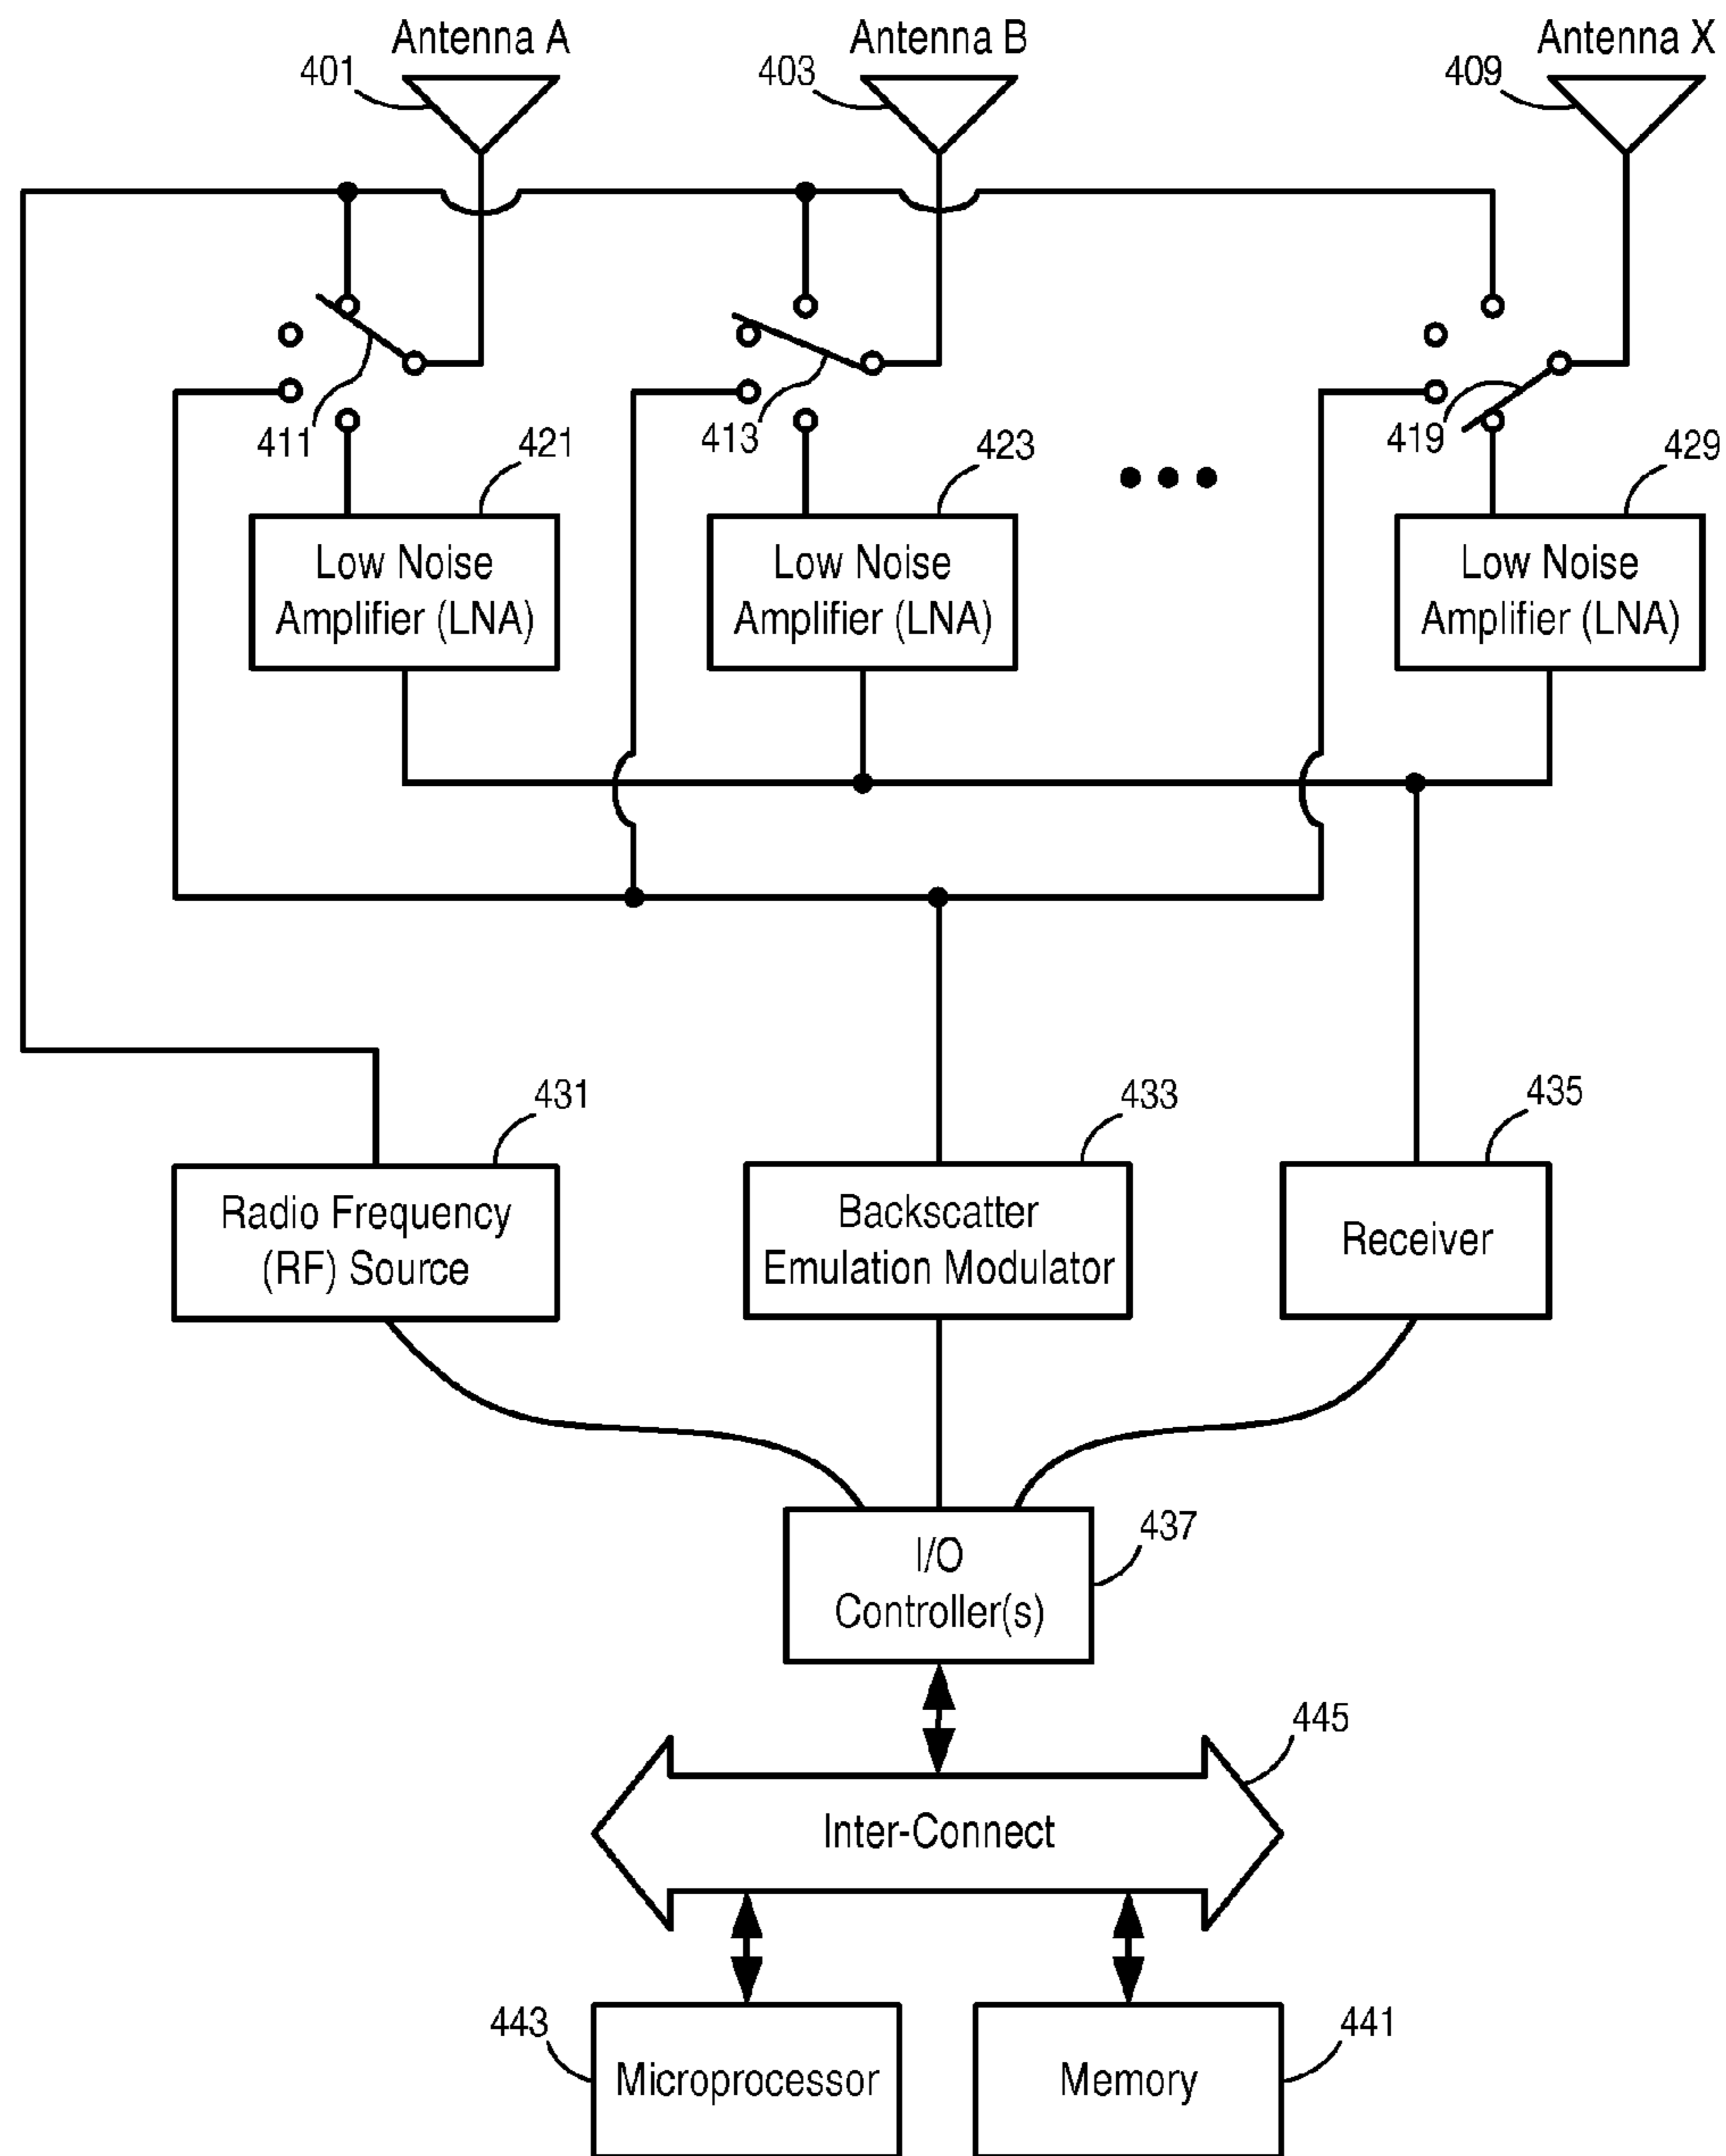 Antenna A
Antenna B
Antenna X
401
403
409
411
413
419
421
423
429
Low Noise
Amplifier (LNA)
Low Noise
Amplifier (LNA)
Low Noise
Amplifier (LNA)
431
433
435
Radio Frequency
(RF) Source
Backscatter
Emulation Modulator
Receiver
437
I/O
Controller(s)
445
Inter-Connect
443
441
Microprocessor
Memory